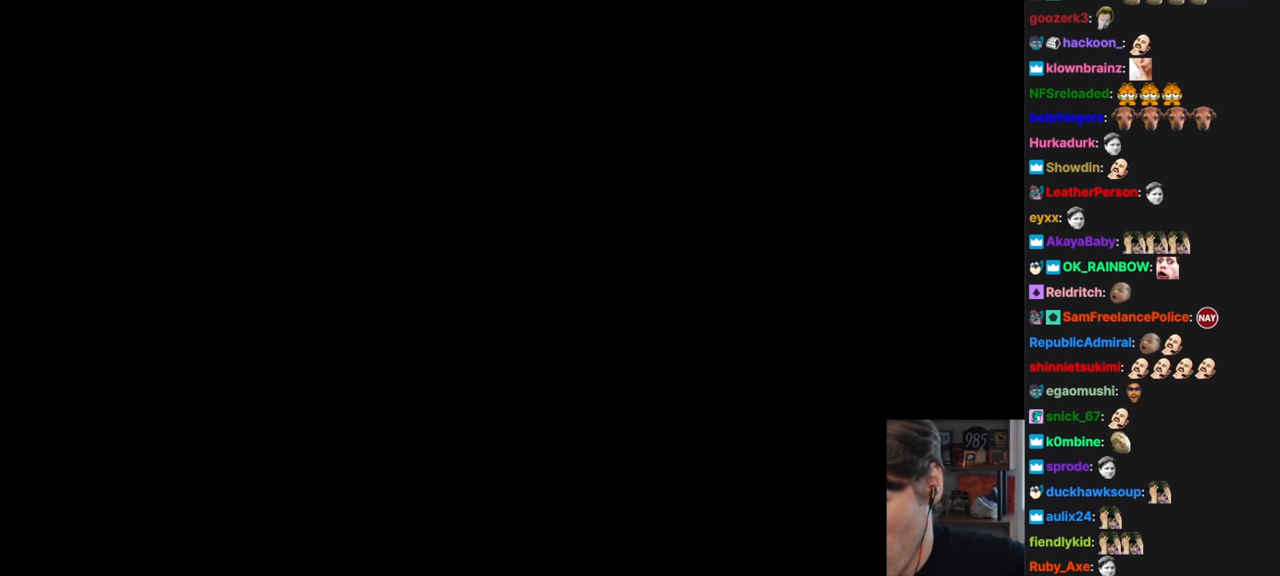 goozerk3:
hackoon_:
klownbrainz:
NFSreloaded:
belphiegore:
Hurkadurk:
Showdin:
LeatherPerson:
eyxx:
AkayaBaby:
OK_RAINBOW:
Reldritch:
SamFreelancePolice: NAY
RepublicAdmiral:
shinnietsukimi:
egaomushi:
snick_67:
k0mbine:
sprode:
duckhawksoup:
aulix24:
fiendlykid:
Ruby_Axe:
985